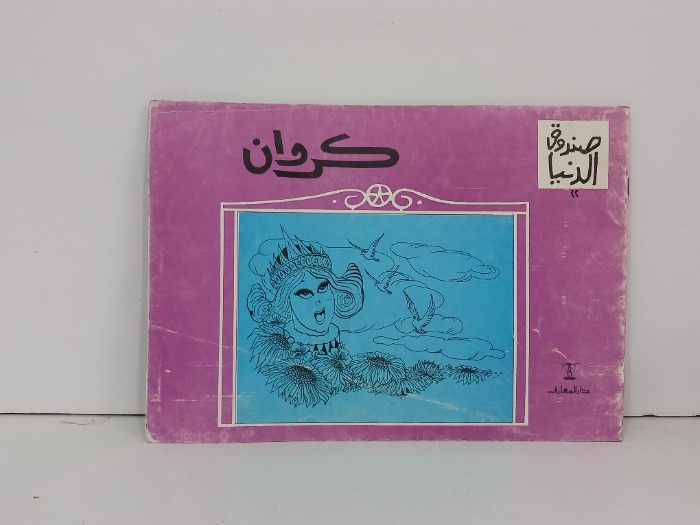 صندوق
الدنيا
٢٢
كروان
دار المعارف